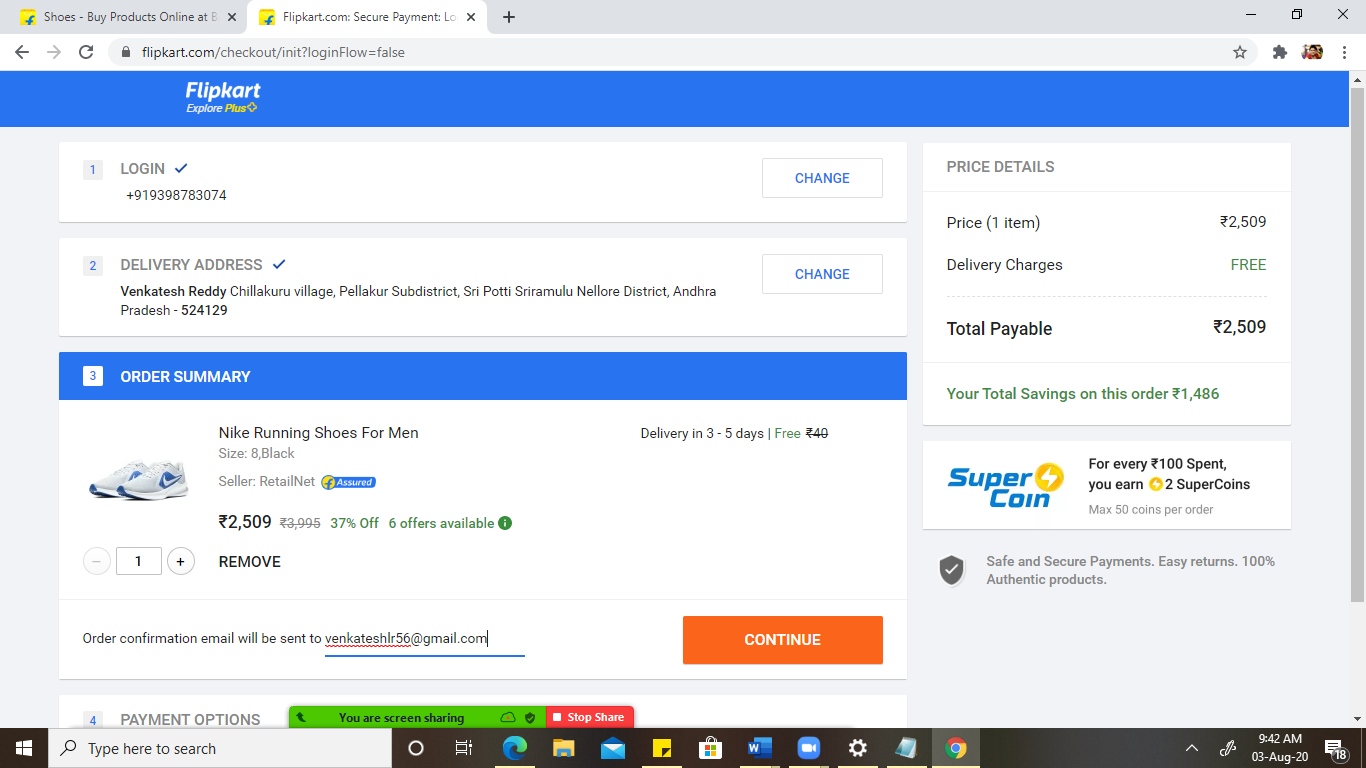 Shoes - Buy Products Online at B
Flipkart.com: Secure Payment: Lo
flipkart.com/checkout/init?loginFlow=false
Flipkart
Explore Plus
1 LOGIN
+919398783074
CHANGE
2 DELIVERY ADDRESS
Venkatesh Reddy Chillakuru village, Pellakur Subdistrict, Sri Potti Sriramulu Nellore District, Andhra
Pradesh - 524129
CHANGE
3 ORDER SUMMARY
Nike Running Shoes For Men
Size: 8,Black
Seller: RetailNet Assured
₹2,509 ₹3,995 37% Off 6 offers available
Delivery in 3 - 5 days | Free ₹40
− 1 + REMOVE
Order confirmation email will be sent to venkateshlr56@gmail.com
CONTINUE
4 PAYMENT OPTIONS
PRICE DETAILS
Price (1 item) ₹2,509
Delivery Charges FREE
Total Payable ₹2,509
Your Total Savings on this order ₹1,486
Super
Coin
For every ₹100 Spent,
you earn 2 SuperCoins
Max 50 coins per order
Safe and Secure Payments. Easy returns. 100%
Authentic products.
You are screen sharing Stop Share
Type here to search
9:42 AM
03-Aug-20
18